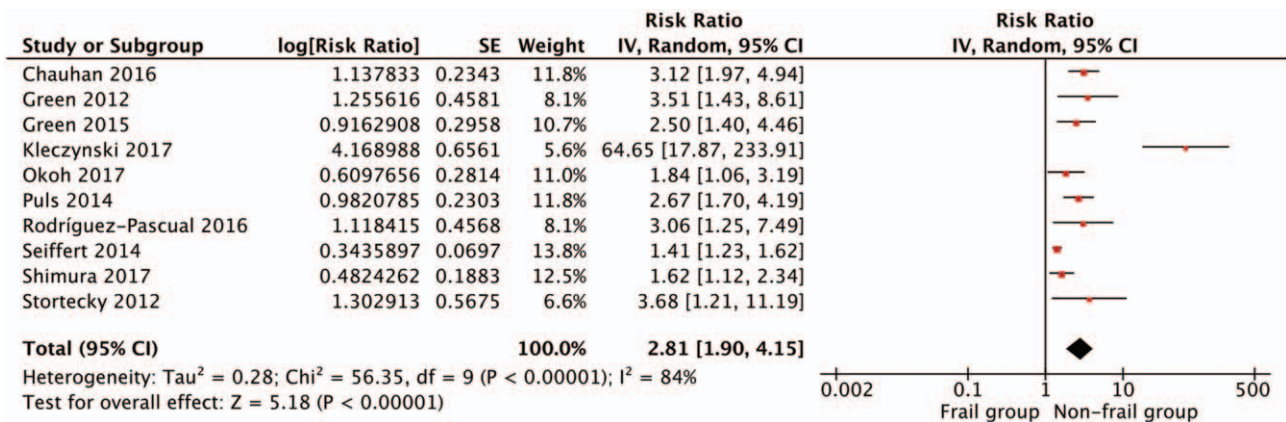 Risk Ratio Risk Ratio
Study or Subgroup log[Risk Ratio] SE Weight IV, Random, 95% CI IV, Random, 95% CI
Chauhan 2016 1.137833 0.2343 11.8% 3.12 [1.97, 4.94]
Green 2012 1.255616 0.4581 8.1% 3.51 [1.43, 8.61]
Green 2015 0.9162908 0.2958 10.7% 2.50 [1.40, 4.46]
Kleczynski 2017 4.168988 0.6561 5.6% 64.65 [17.87, 233.91]
Okoh 2017 0.6097656 0.2814 11.0% 1.84 [1.06, 3.19]
Puls 2014 0.9820785 0.2303 11.8% 2.67 [1.70, 4.19]
Rodríguez-Pascual 2016 1.118415 0.4568 8.1% 3.06 [1.25, 7.49]
Seiffert 2014 0.3435897 0.0697 13.8% 1.41 [1.23, 1.62]
Shimura 2017 0.4824262 0.1883 12.5% 1.62 [1.12, 2.34]
Stortecky 2012 1.302913 0.5675 6.6% 3.68 [1.21, 11.19]
Total (95% CI) 100.0% 2.81 [1.90, 4.15]
Heterogeneity: Tau² = 0.28; Chi² = 56.35, df = 9 (P < 0.00001); I² = 84%
Test for overall effect: Z = 5.18 (P < 0.00001)
0.002 0.1 1 10 500
Frail group Non-frail group